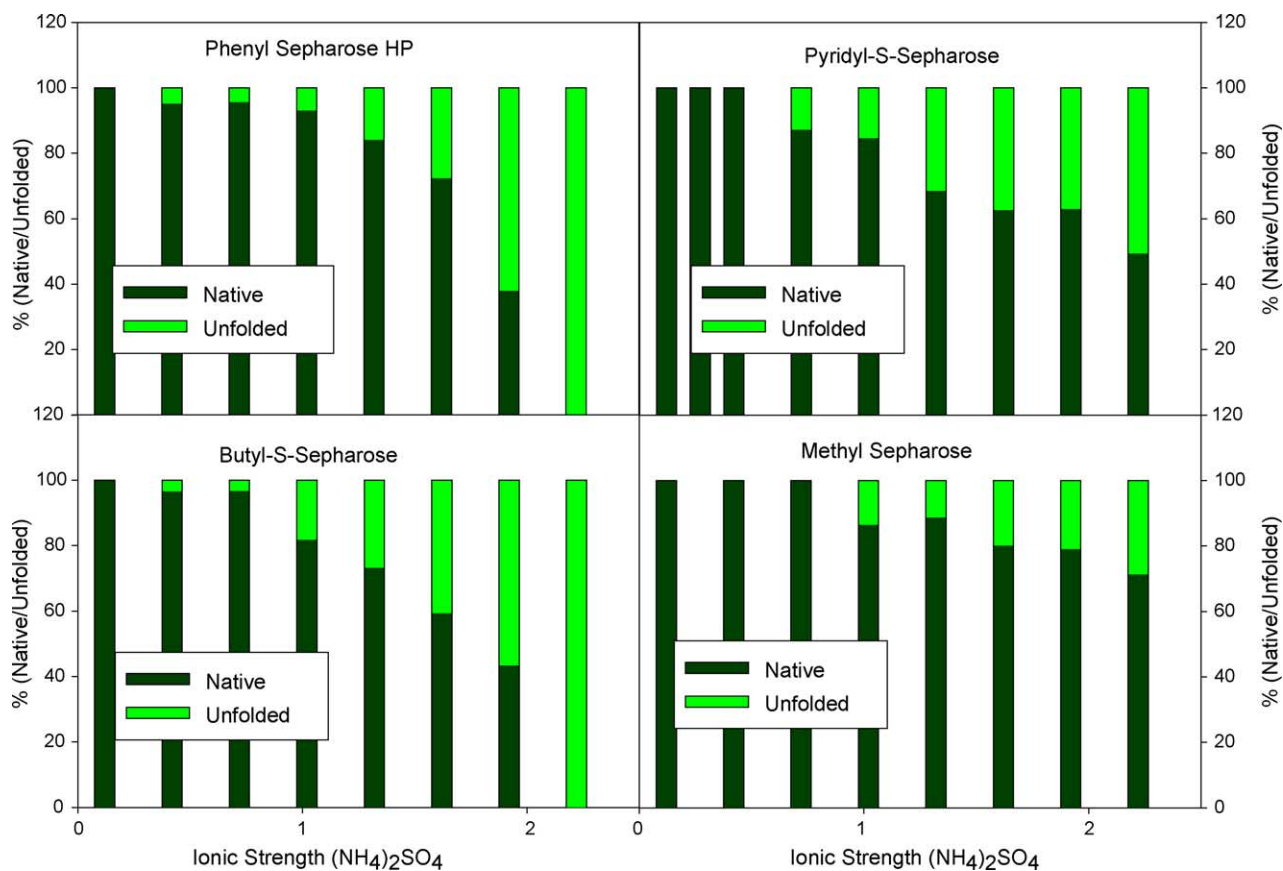 120
100
80
60
40
20
% (Native/Unfolded)
Phenyl Sepharose HP
Native
Unfolded
Pyridyl-S-Sepharose
Native
Unfolded
120
100
80
60
40
20
% (Native/Unfolded)
120
100
80
60
40
20
0
% (Native/Unfolded)
Butyl-S-Sepharose
Native
Unfolded
Methyl Sepharose
Native
Unfolded
120
100
80
60
40
20
0
% (Native/Unfolded)
0 1 2
0 1 2
Ionic Strength (NH4)2SO4
Ionic Strength (NH4)2SO4